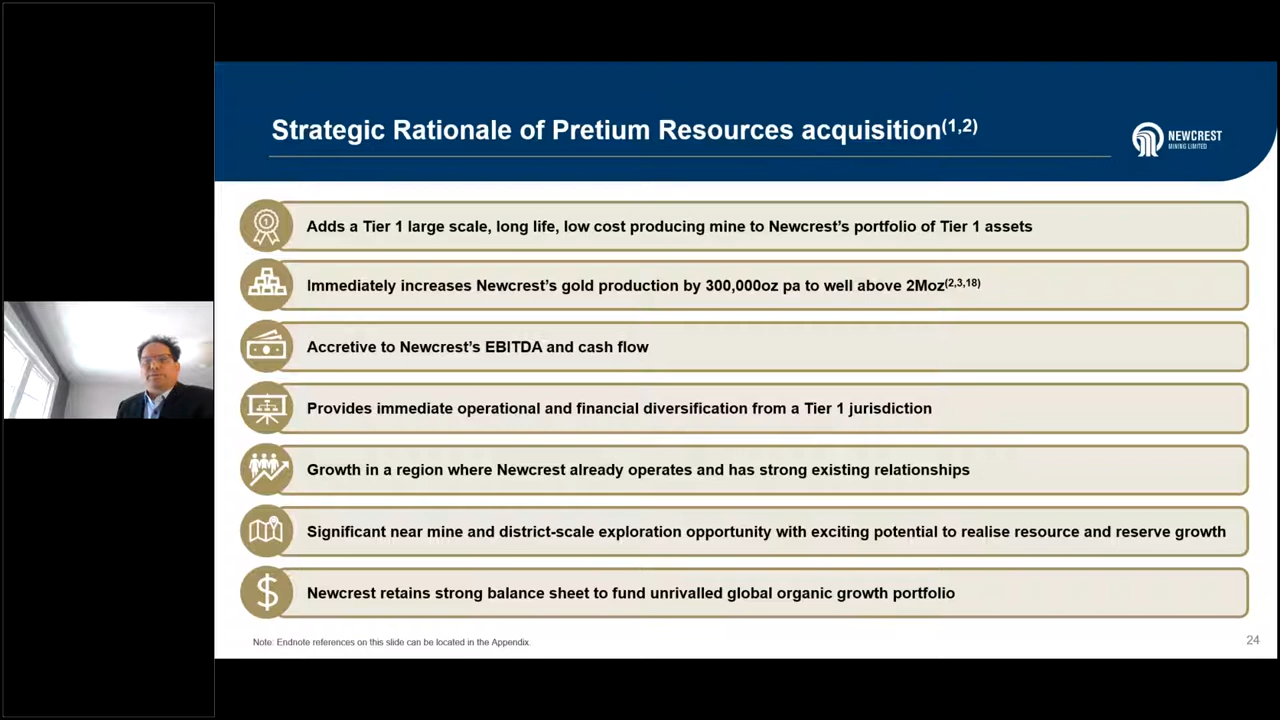 Strategic Rationale of Pretium Resources acquisition(1,2)
NEWCREST
MINING LIMITED
1
Adds a Tier 1 large scale, long life, low cost producing mine to Newcrest’s portfolio of Tier 1 assets
Immediately increases Newcrest’s gold production by 300,000oz pa to well above 2Moz(2,3,18)
Accretive to Newcrest’s EBITDA and cash flow
Provides immediate operational and financial diversification from a Tier 1 jurisdiction
Growth in a region where Newcrest already operates and has strong existing relationships
Significant near mine and district-scale exploration opportunity with exciting potential to realise resource and reserve growth
$
Newcrest retains strong balance sheet to fund unrivalled global organic growth portfolio
Note: Endnote references on this slide can be located in the Appendix.
24